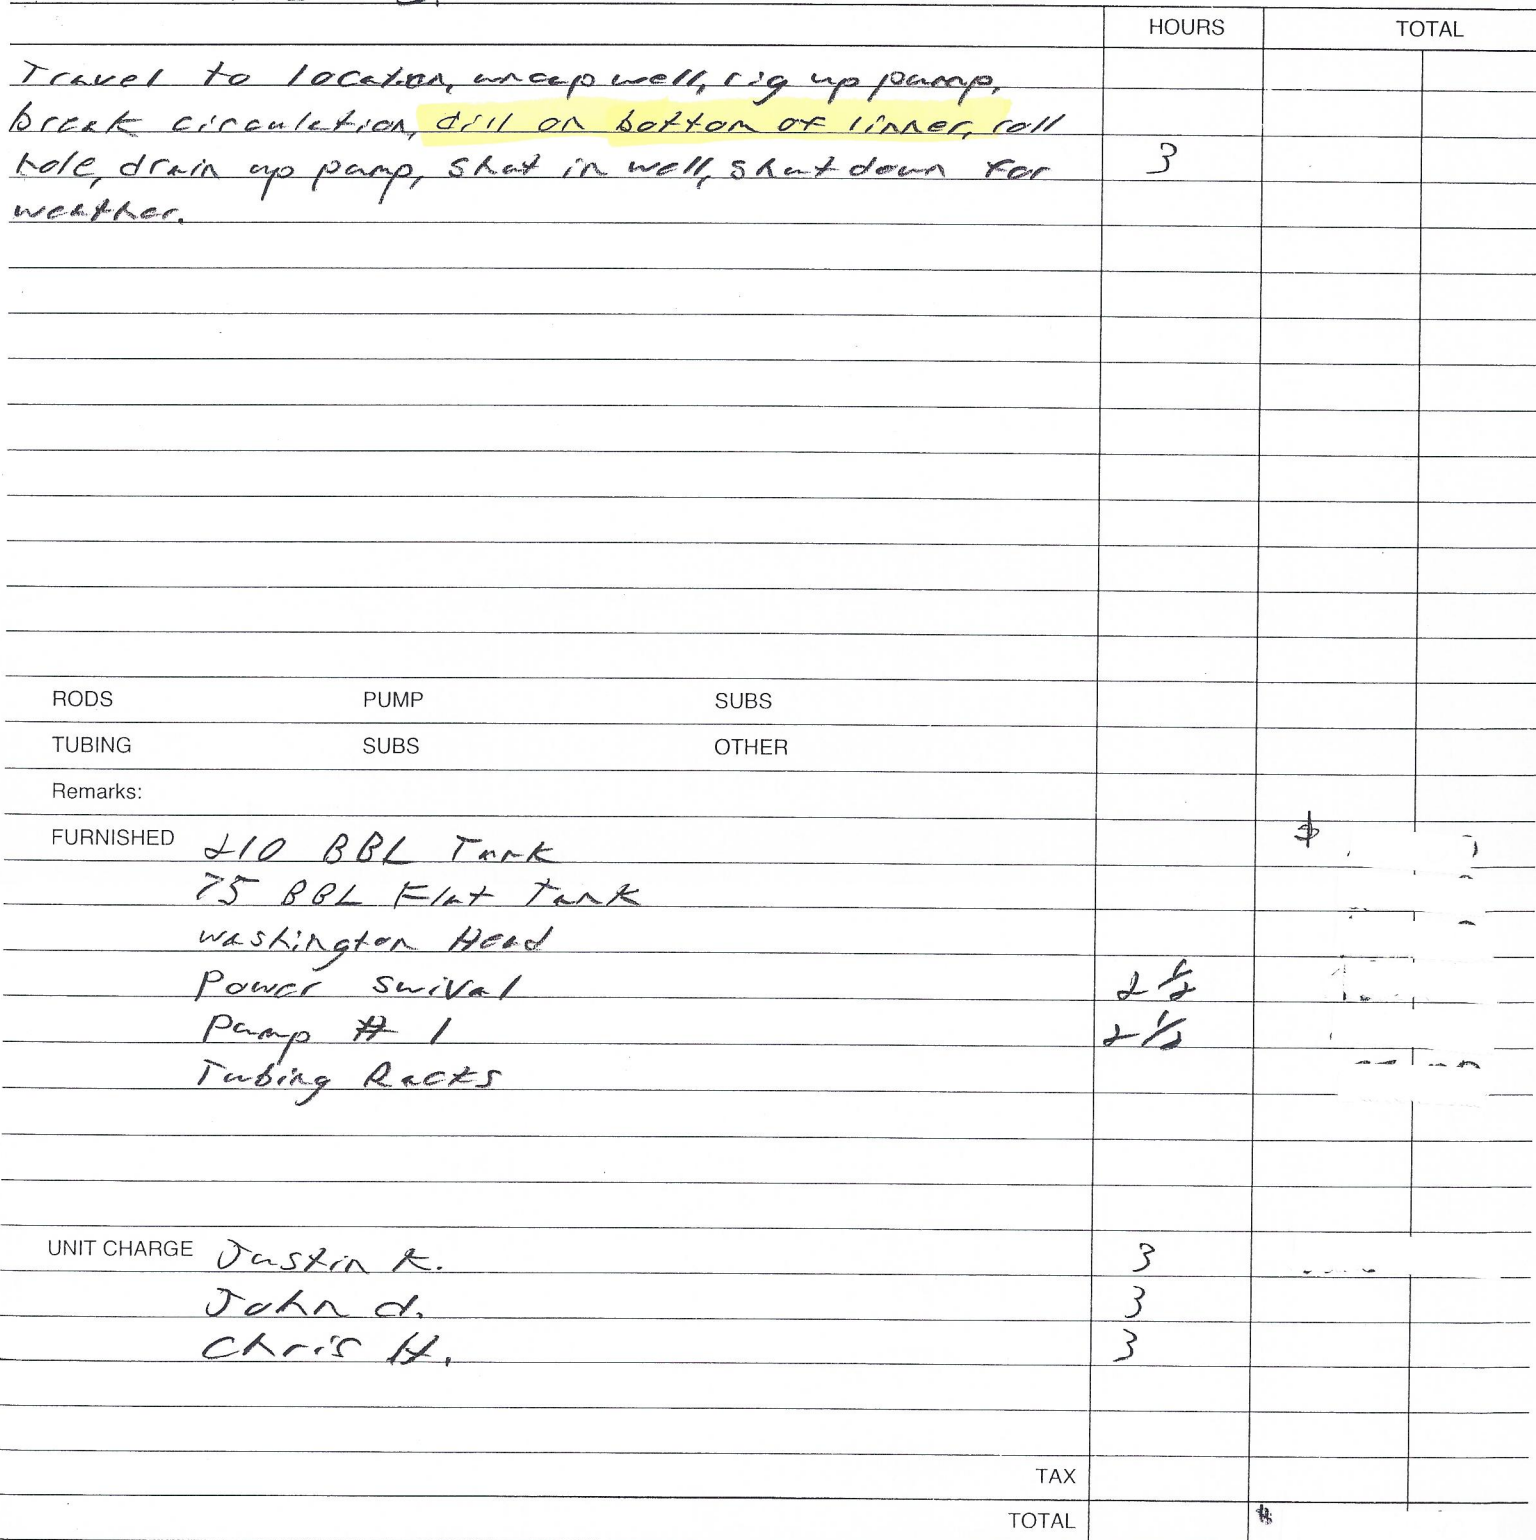 HOURS TOTAL
Travel to location, uncap well, rig up pump,
break circulation, drill on bottom of linner, roll
hole, drain up pump, shut in well, shut down for 3
weather.
RODS PUMP SUBS
TUBING SUBS OTHER
Remarks:
FURNISHED 210 BBL Tank $
75 BBL Flat Tank
Washington Head
Power Swival 2 1/2
Pump # 1 2 1/2
Tubing Racks
UNIT CHARGE Justin K. 3
John d. 3
Chris H. 3
TAX
TOTAL $